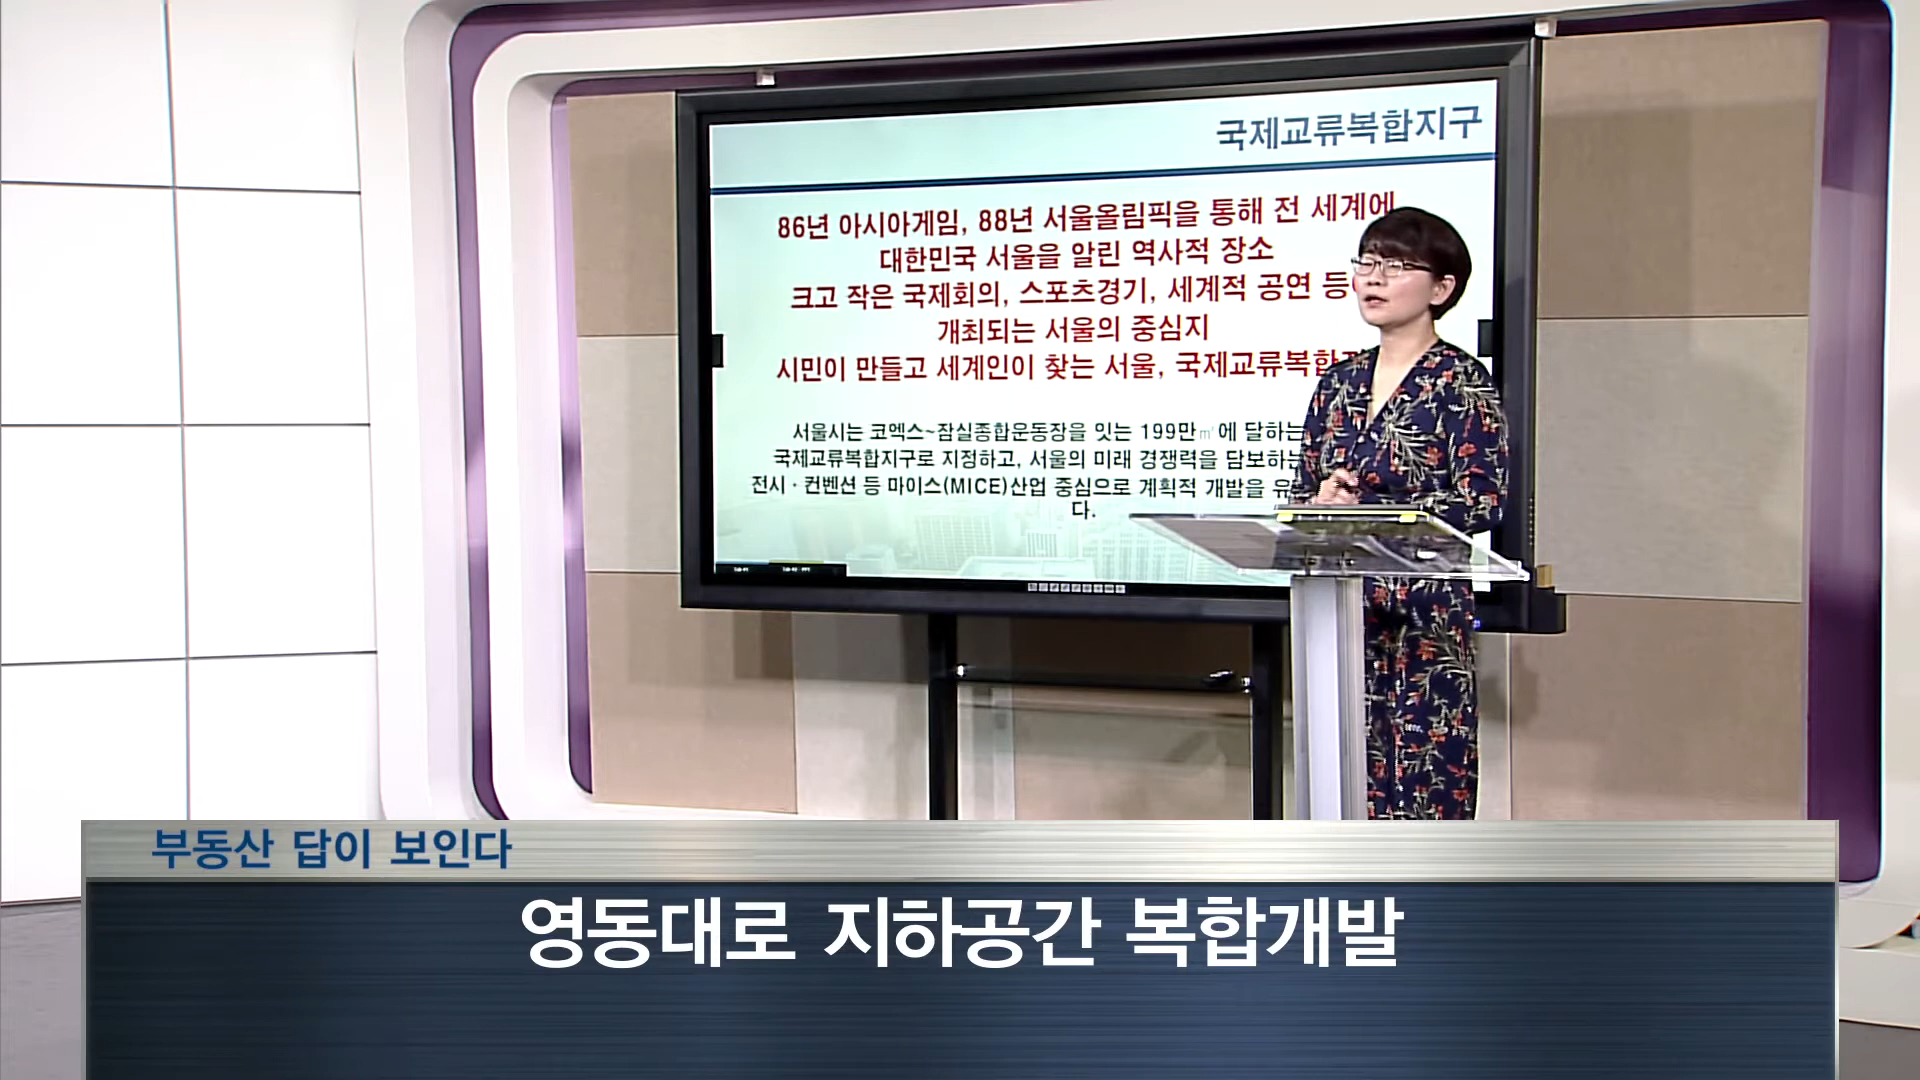 국제교류복합지구
86년 아시아게임, 88년 서울올림픽을 통해 전 세계에
대한민국 서울을 알린 역사적 장소
크고 작은 국제회의, 스포츠경기, 세계적 공연 등
개최되는 서울의 중심지
시민이 만들고 세계인이 찾는 서울, 국제교류복합
서울시는 코엑스~잠실종합운동장을 잇는 199만㎡에 달하는
국제교류복합지구로 지정하고, 서울의 미래 경쟁력을 담보하는
전시·컨벤션 등 마이스(MICE)산업 중심으로 계획적 개발을 유
다.
부동산 답이 보인다
영동대로 지하공간 복합개발